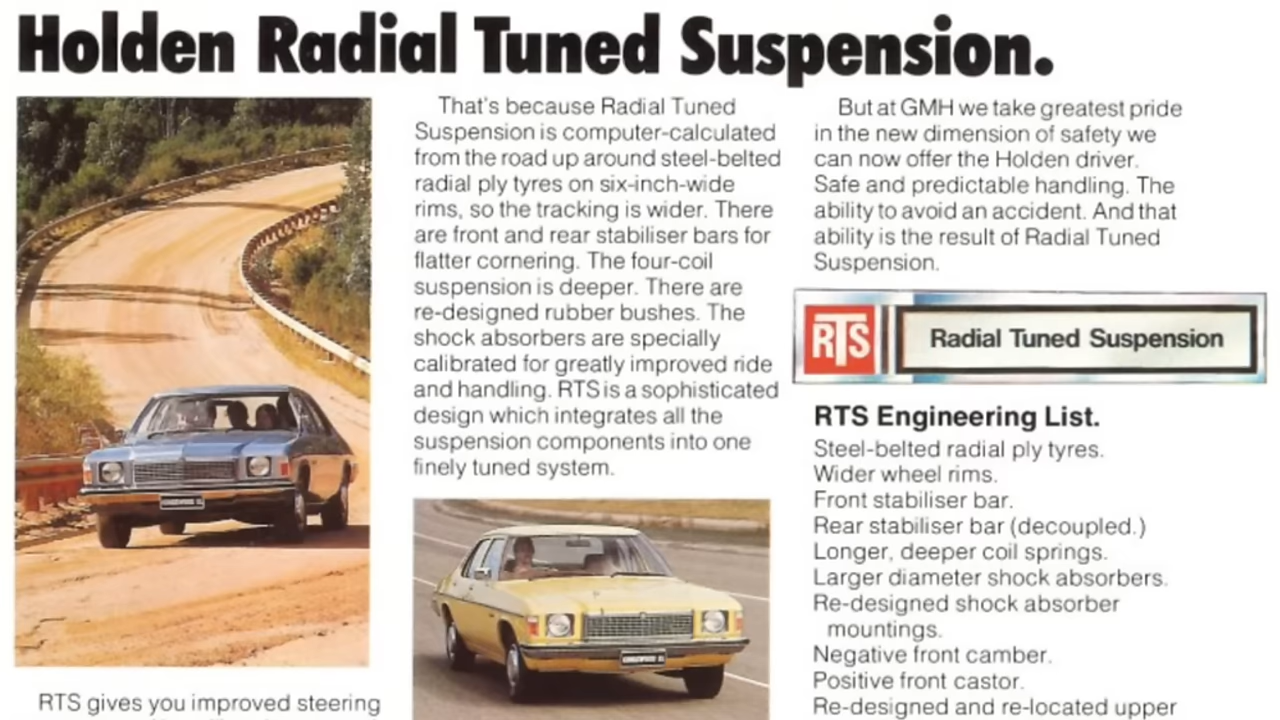 Holden Radial Tuned Suspension.
RTS gives you improved steering
That's because Radial Tuned
Suspension is computer-calculated
from the road up around steel-belted
radial ply tyres on six-inch-wide
rims, so the tracking is wider. There
are front and rear stabiliser bars for
flatter cornering. The four-coil
suspension is deeper. There are
re-designed rubber bushes. The
shock absorbers are specially
calibrated for greatly improved ride
and handling. RTS is a sophisticated
design which integrates all the
suspension components into one
finely tuned system.
But at GMH we take greatest pride
in the new dimension of safety we
can now offer the Holden driver.
Safe and predictable handling. The
ability to avoid an accident. And that
ability is the result of Radial Tuned
Suspension.
RTS
Radial Tuned Suspension
RTS Engineering List.
Steel-belted radial ply tyres.
Wider wheel rims.
Front stabiliser bar.
Rear stabiliser bar (decoupled.)
Longer, deeper coil springs.
Larger diameter shock absorbers.
Re-designed shock absorber
mountings.
Negative front camber.
Positive front castor.
Re-designed and re-located upper